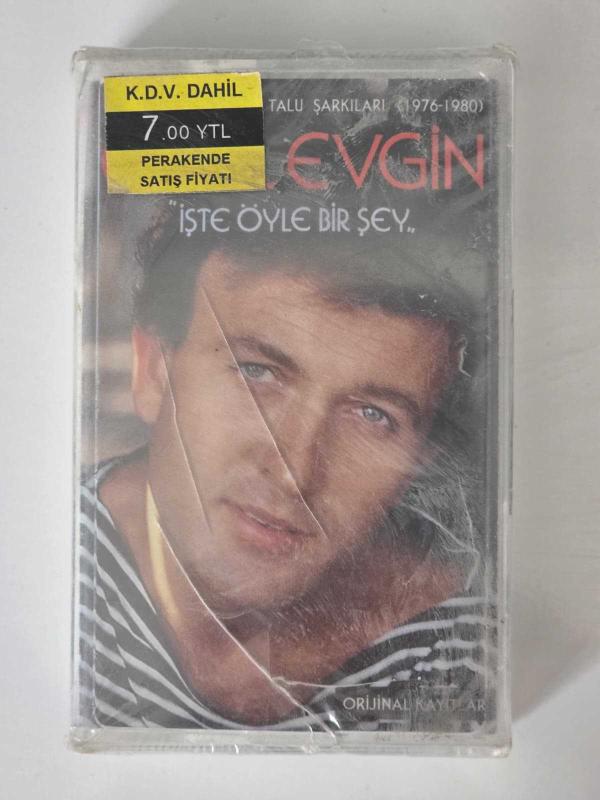 K.D.V. DAHİL
7.00 YTL
PERAKENDE
SATIŞ FİYATI
TALU ŞARKILARI (1976-1980)
EVGİN
"İŞTE ÖYLE BİR ŞEY„
ORİJİNAL KAYITLAR